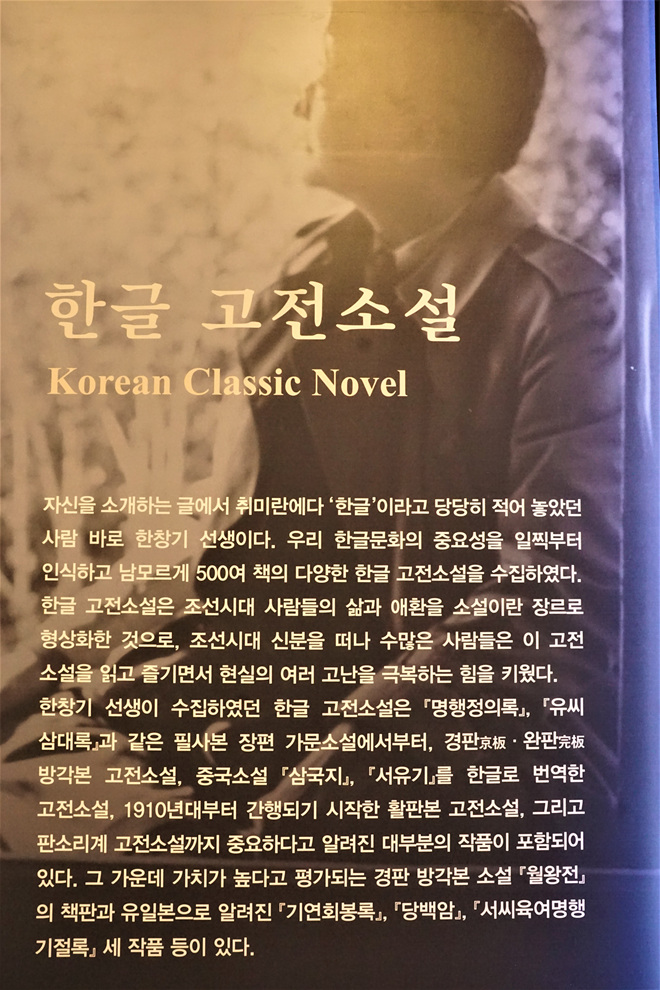 한글 고전소설
Korean Classic Novel
자신을 소개하는 글에서 취미란에다 ‘한글’이라고 당당히 적어 놓았던
사람 바로 한창기 선생이다. 우리 한글문화의 중요성을 일찍부터
인식하고 남모르게 500여 책의 다양한 한글 고전소설을 수집하였다.
한글 고전소설은 조선시대 사람들의 삶과 애환을 소설이란 장르로
형상화한 것으로, 조선시대 신분을 떠나 수많은 사람들은 이 고전
소설을 읽고 즐기면서 현실의 여러 고난을 극복하는 힘을 키웠다.
한창기 선생이 수집하였던 한글 고전소설은 『명행정의록』, 『유씨
삼대록』과 같은 필사본 장편 가문소설에서부터, 경판京板 · 완판完板
방각본 고전소설, 중국소설 『삼국지』, 『서유기』를 한글로 번역한
고전소설, 1910년대부터 간행되기 시작한 활판본 고전소설, 그리고
판소리계 고전소설까지 중요하다고 알려진 대부분의 작품이 포함되어
있다. 그 가운데 가치가 높다고 평가되는 경판 방각본 소설 『월왕전』
의 책판과 유일본으로 알려진 『기연회봉록』, 『당백암』, 『서씨육여명행
기절록』 세 작품 등이 있다.